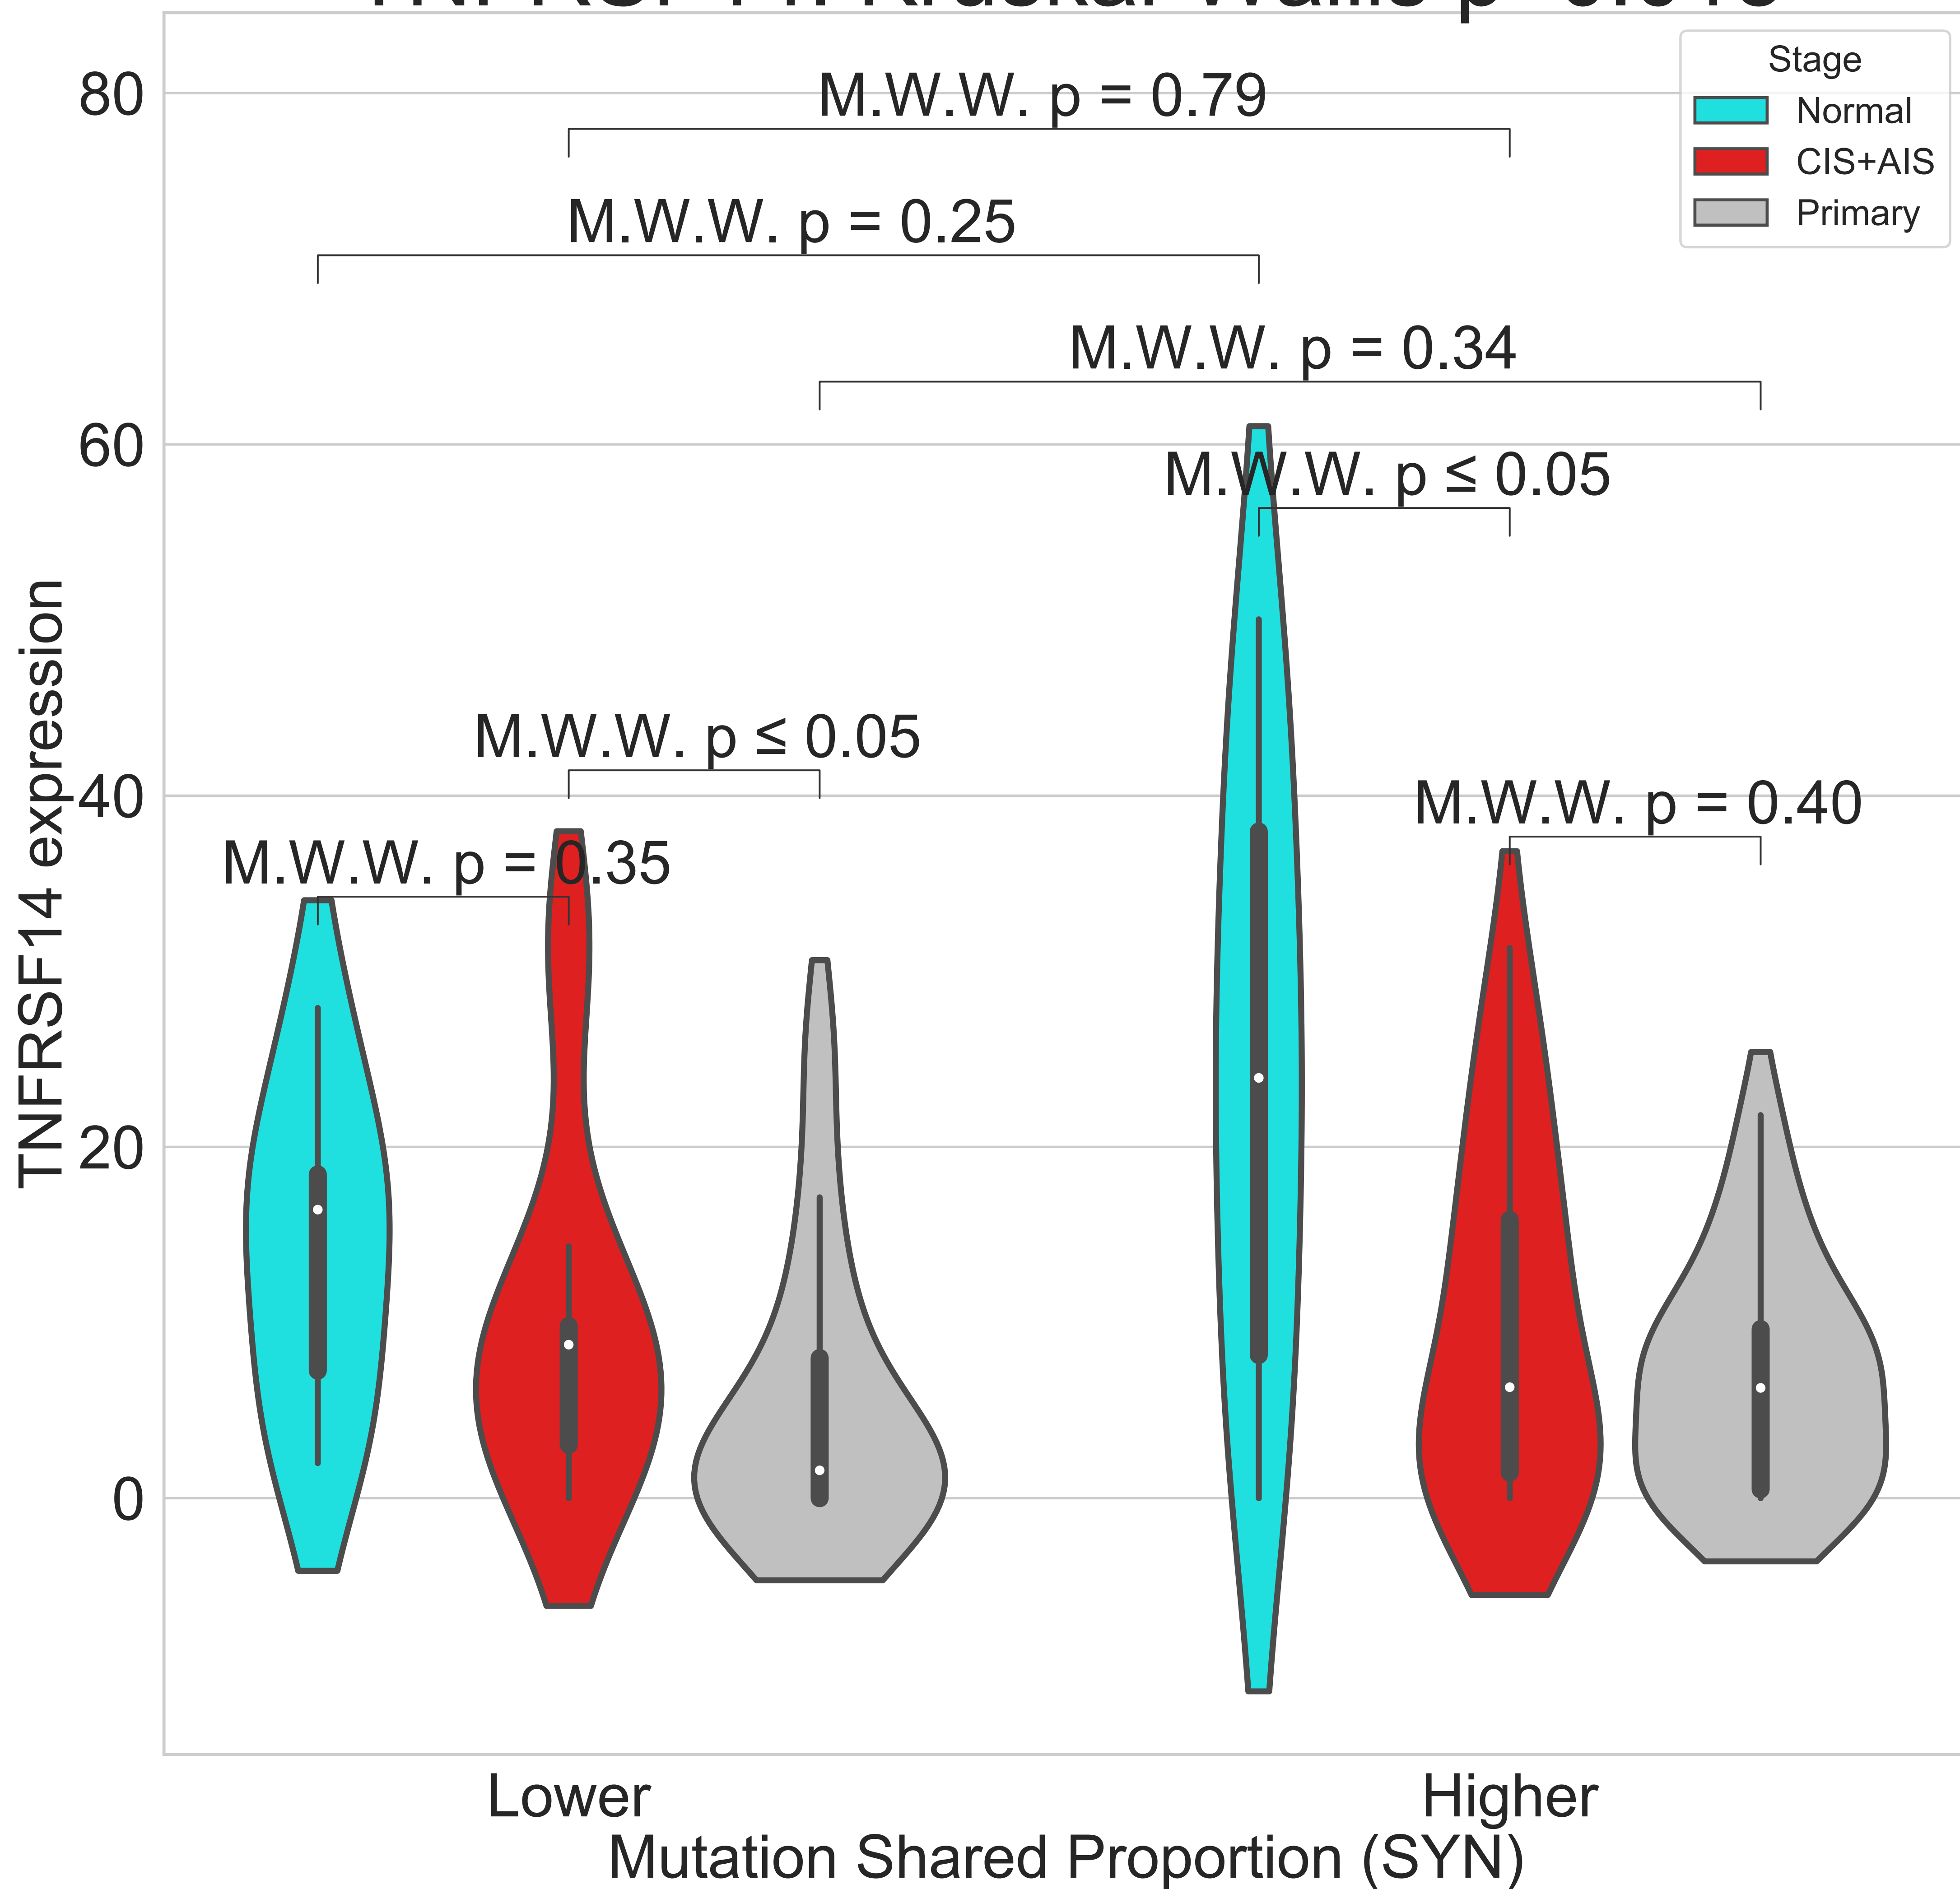 Stage
Normal
CIS+AIS
Primary
80
60
40
20
0
TNFRSF14 expression
M.W.W. p = 0.79
M.W.W. p = 0.25
M.W.W. p = 0.34
M.W.W. p ≤ 0.05
M.W.W. p ≤ 0.05
M.W.W. p = 0.40
M.W.W. p = 0.35
Lower
Higher
Mutation Shared Proportion (SYN)